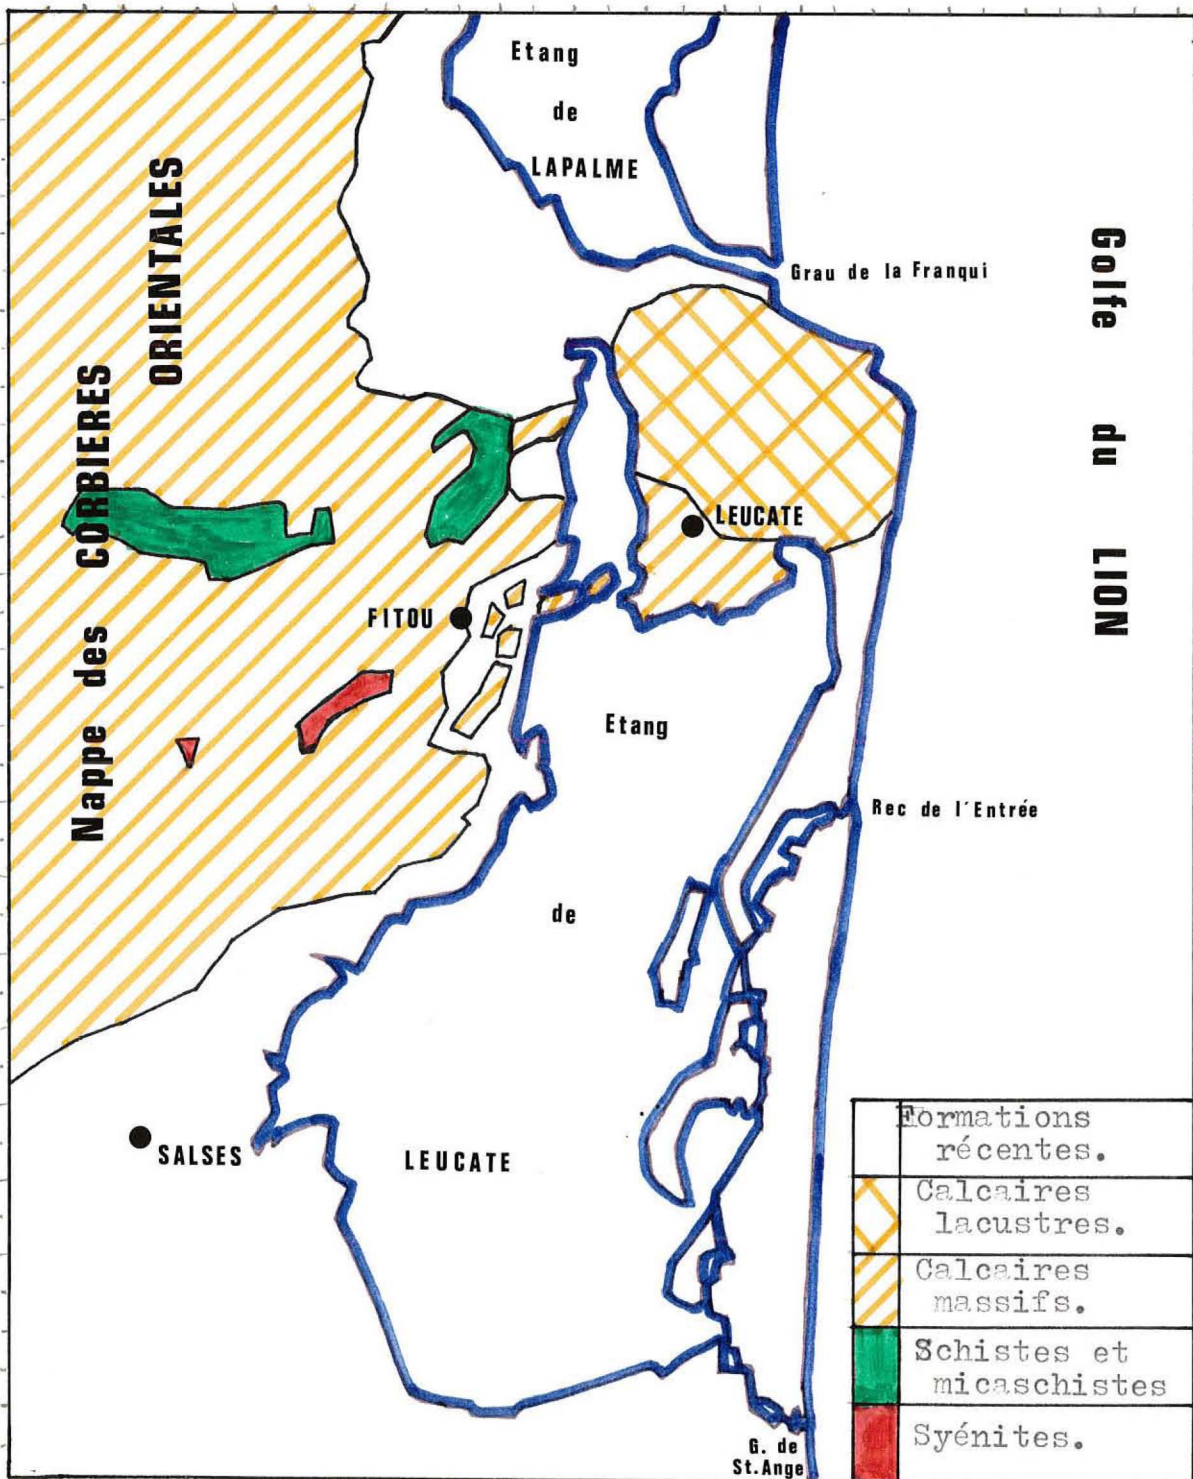 Etang
de
LAPALME
Nappe des CORBIERES
ORIENTALES
Golfe du LION
Grau de la Franqui
LEUCATE
FITOU
Etang
de
LEUCATE
Rec de l'Entrée
SALSES
G. de
St.Ange
Formations
récentes.
Calcaires
lacustres.
Calcaires
massifs.
Schistes et
micaschistes
Syénites.